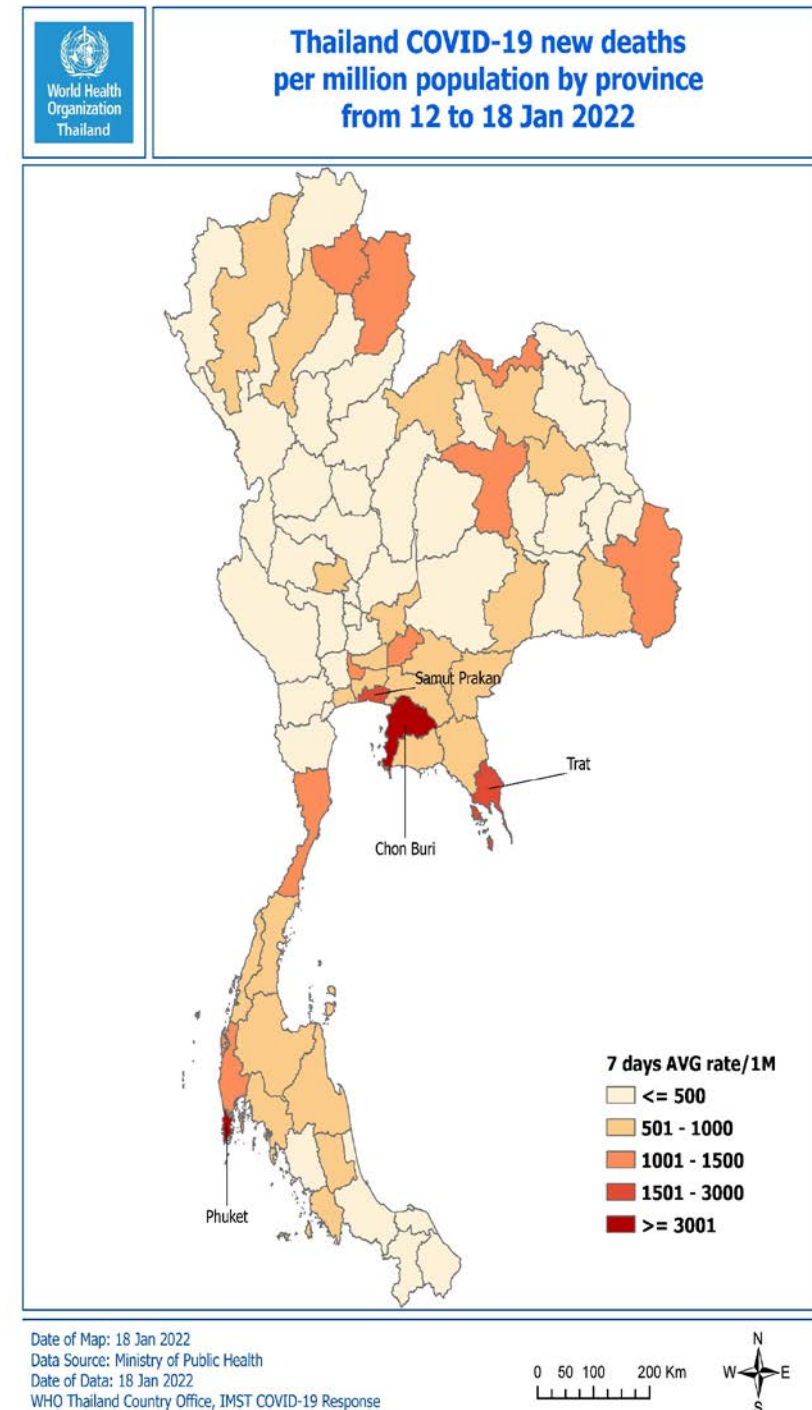 World Health
Organization
Thailand
Thailand COVID-19 new deaths
per million population by province
from 12 to 18 Jan 2022
Samut Prakan
Trat
Chon Buri
Phuket
7 days AVG rate/1M
<= 500
501 - 1000
1001 - 1500
1501 - 3000
>= 3001
Date of Map: 18 Jan 2022
Data Source: Ministry of Public Health
Date of Data: 18 Jan 2022
WHO Thailand Country Office, IMST COVID-19 Response
0 50 100 200 Km
N
W E
S